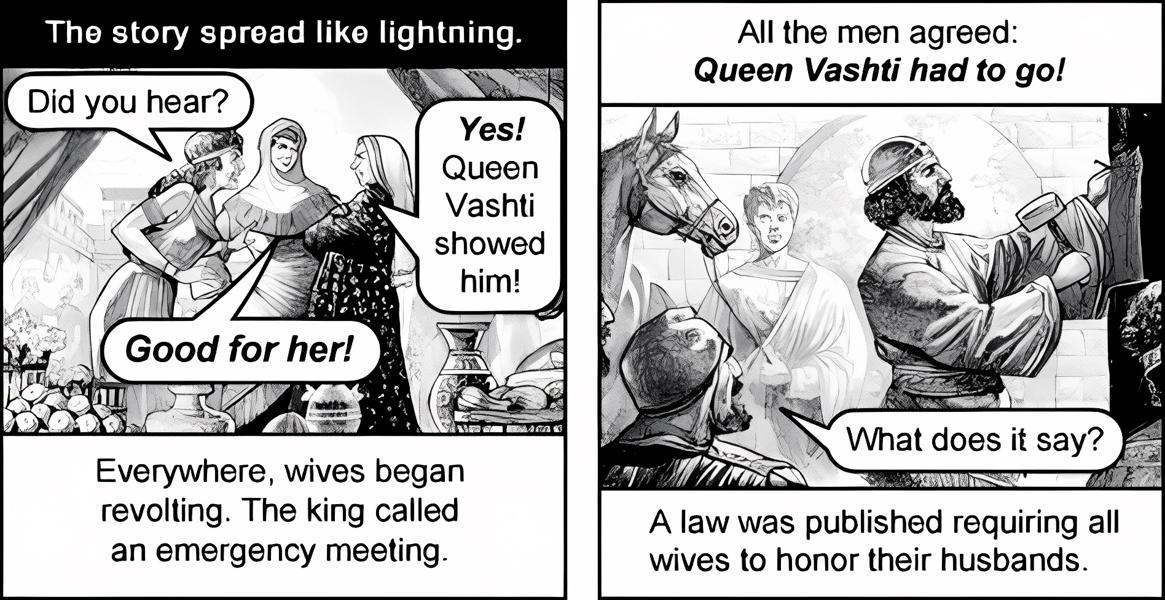 The story spread like lightning.
Did you hear?
Yes!
Queen
Vashti
showed
him!
Good for her!
Everywhere, wives began
revolting. The king called
an emergency meeting.
All the men agreed:
Queen Vashti had to go!
What does it say?
A law was published requiring all
wives to honor their husbands.